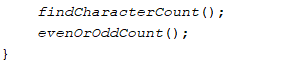 findCharacterCount();
evenOrOddCount();
}